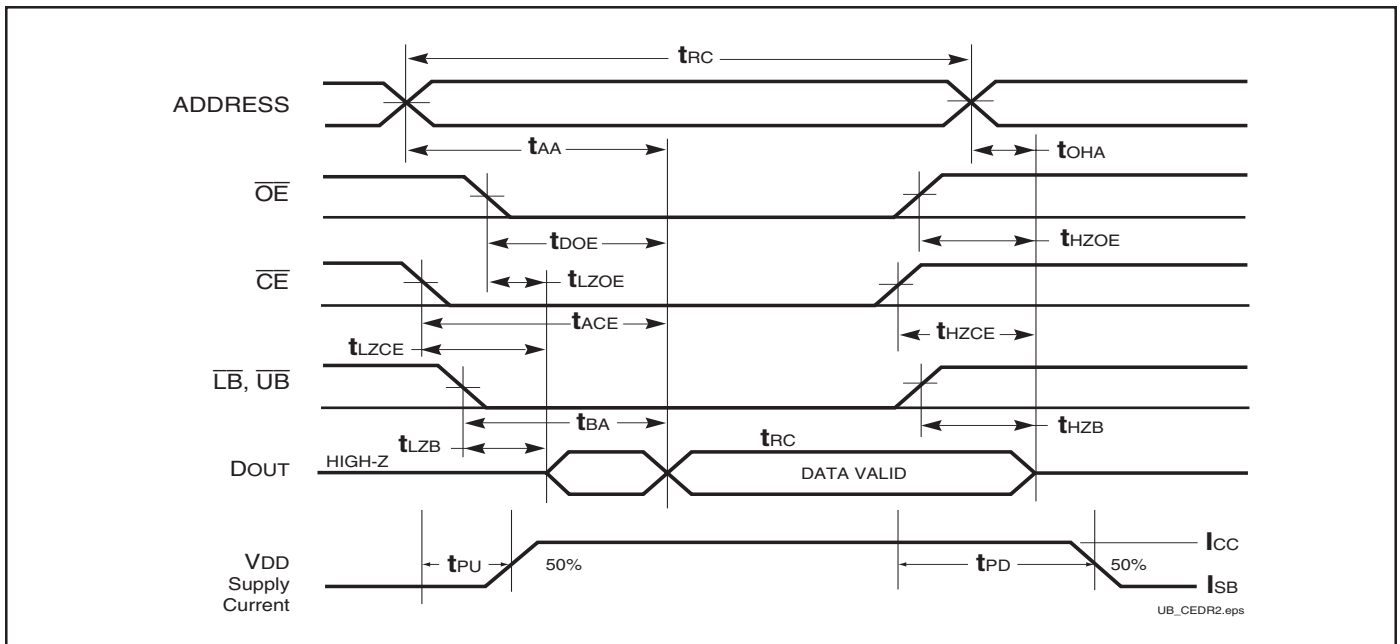 tRC
ADDRESS
tAA
tOHA
OE
tDOE
tHZOE
tLZOE
CE
tACE
tHZCE
tLZCE
LB, UB
tBA
tHZB
tLZB
tRC
DOUT
HIGH-Z
DATA VALID
ICC
VDD
Supply
Current
tPU
50%
tPD
50%
ISB
UB_CEDR2.eps